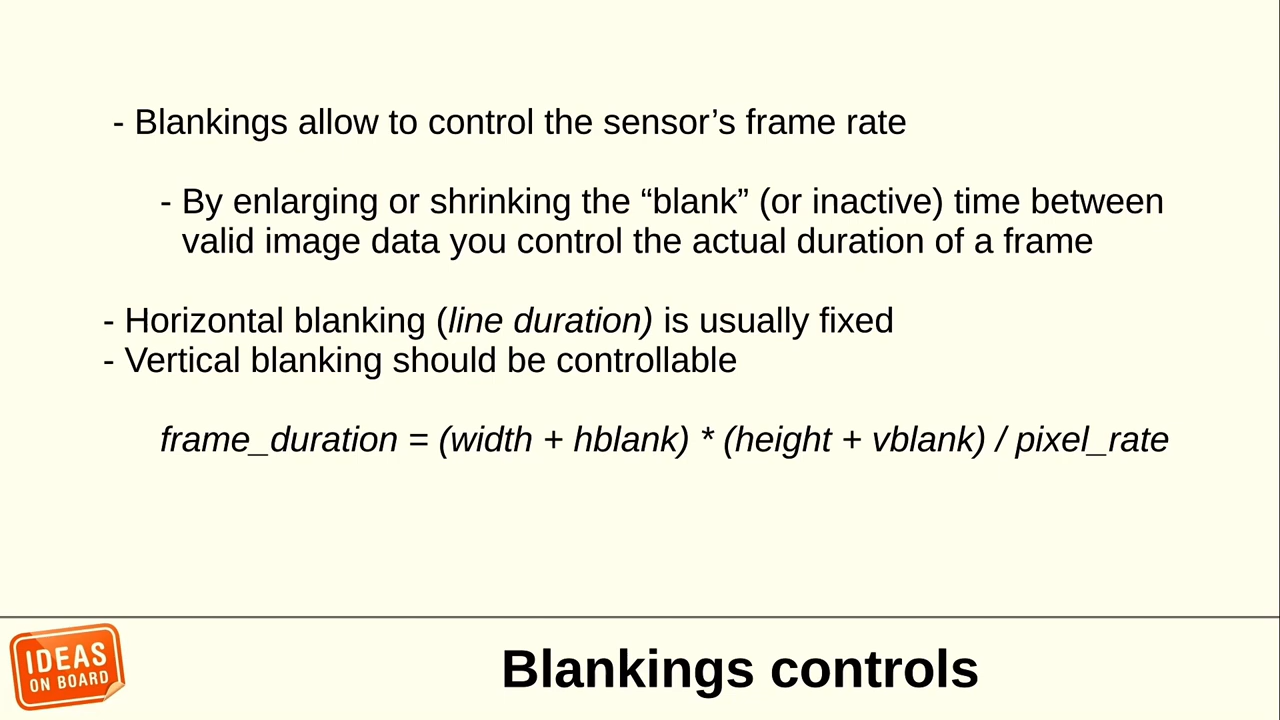 - Blankings allow to control the sensor’s frame rate
- By enlarging or shrinking the “blank” (or inactive) time between
valid image data you control the actual duration of a frame
- Horizontal blanking (line duration) is usually fixed
- Vertical blanking should be controllable
frame_duration = (width + hblank) * (height + vblank) / pixel_rate
IDEAS
ON BOARD
Blankings controls